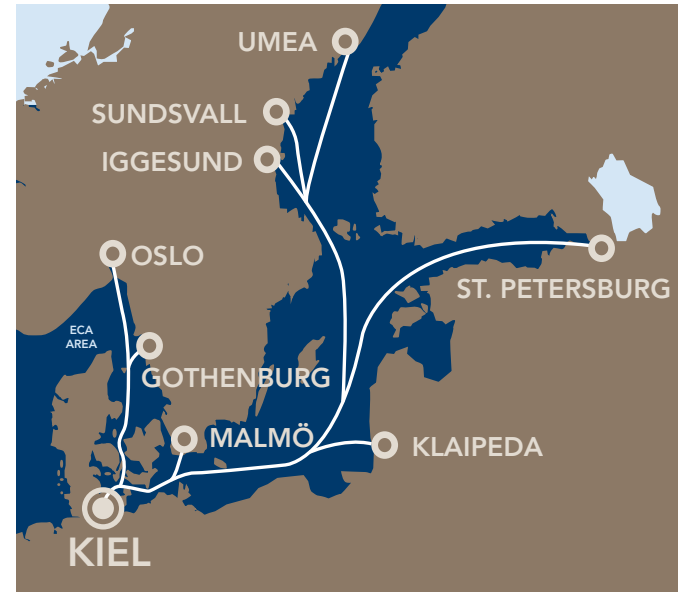 UMEA
SUNDSVALL
IGGESUND
OSLO
ST. PETERSBURG
ECA
AREA
GOTHENBURG
MALMÖ
KLAIPEDA
KIEL